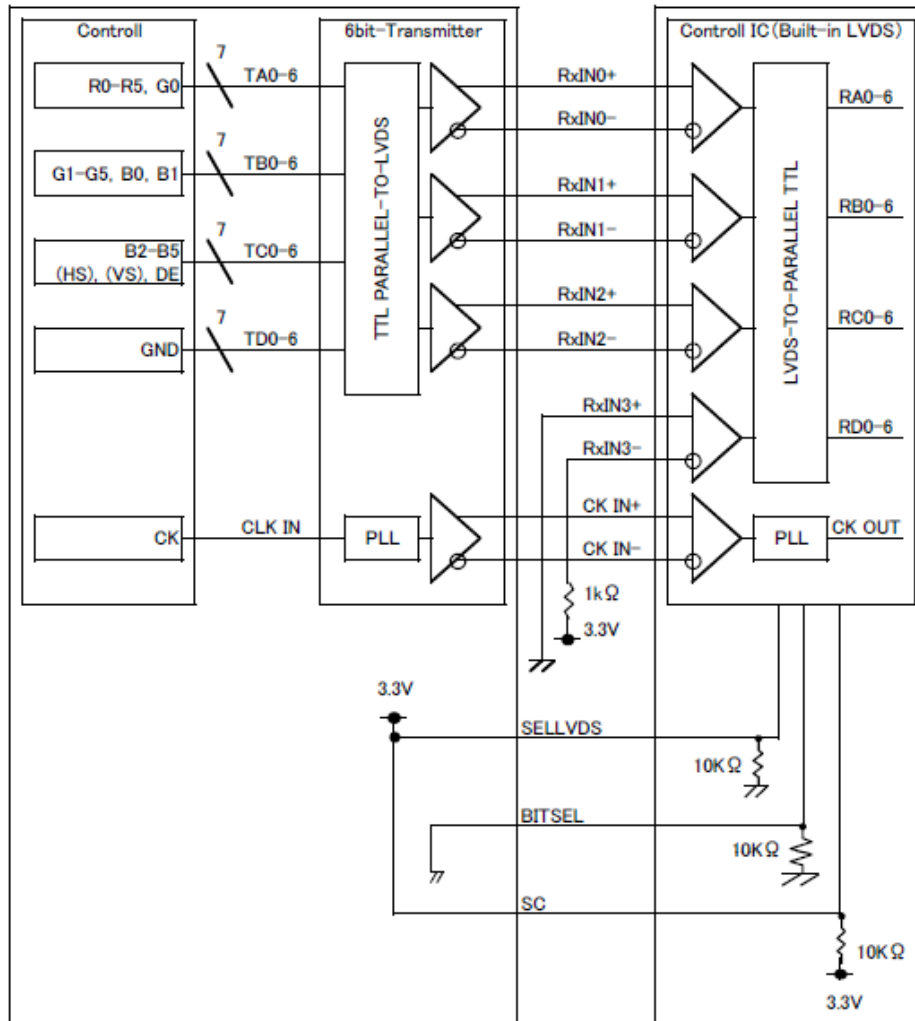 Controll
6bit-Transmitter
Controll IC(Built-in LVDS)
R0-R5, G0
7
TA0-6
RxIN0+
RxIN0-
RA0-6
G1-G5, B0, B1
7
TB0-6
RxIN1+
RxIN1-
RB0-6
B2-B5
(HS), (VS), DE
7
TC0-6
RxIN2+
RxIN2-
RC0-6
GND
7
TD0-6
RxIN3+
RxIN3-
RD0-6
TTL PARALLEL-TO-LVDS
LVDS-TO-PARALLEL TTL
CK
CLK IN
PLL
CK IN+
CK IN-
PLL
CK OUT
1kΩ
3.3V
3.3V
SELLVDS
10KΩ
BITSEL
10KΩ
SC
10KΩ
3.3V